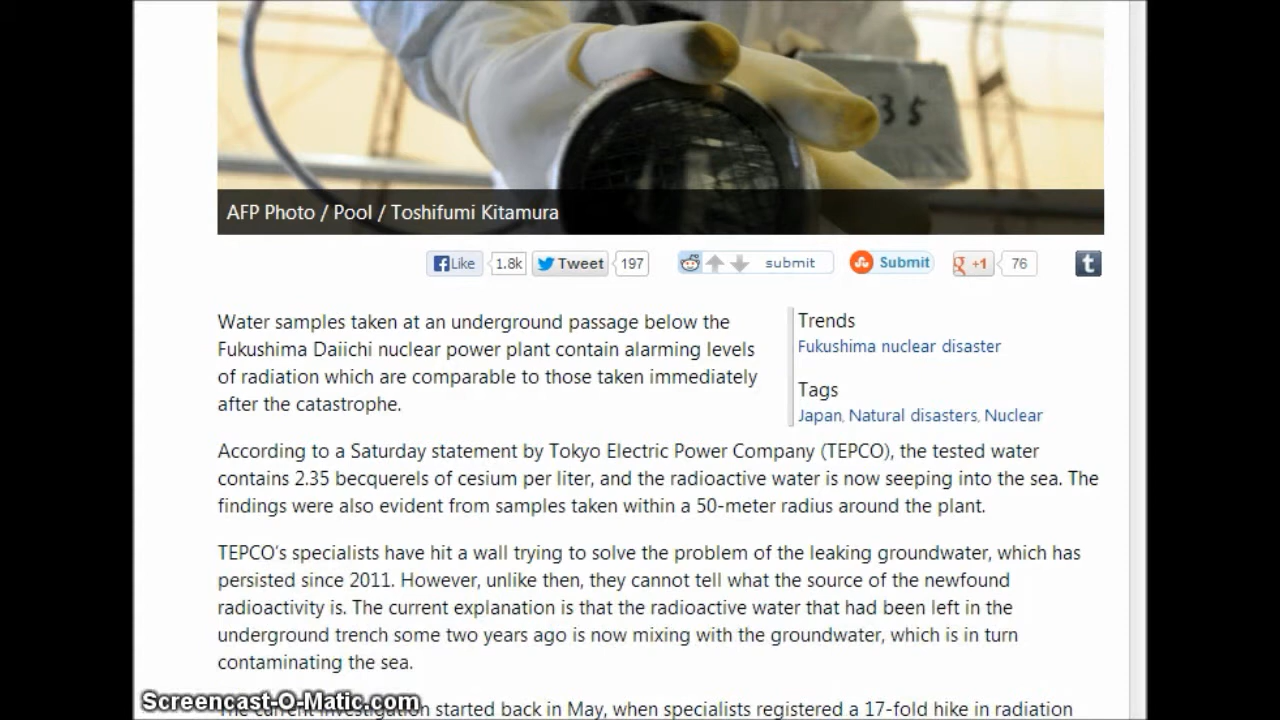 35
AFP Photo / Pool / Toshifumi Kitamura
Like 1.8k Tweet 197 submit Submit +1 76
Water samples taken at an underground passage below the
Fukushima Daiichi nuclear power plant contain alarming levels
of radiation which are comparable to those taken immediately
after the catastrophe.
Trends
Fukushima nuclear disaster
Tags
Japan, Natural disasters, Nuclear
According to a Saturday statement by Tokyo Electric Power Company (TEPCO), the tested water
contains 2.35 becquerels of cesium per liter, and the radioactive water is now seeping into the sea. The
findings were also evident from samples taken within a 50-meter radius around the plant.
TEPCO’s specialists have hit a wall trying to solve the problem of the leaking groundwater, which has
persisted since 2011. However, unlike then, they cannot tell what the source of the newfound
radioactivity is. The current explanation is that the radioactive water that had been left in the
underground trench some two years ago is now mixing with the groundwater, which is in turn
contaminating the sea.
The current investigation started back in May, when specialists registered a 17-fold hike in radiation
Screencast-O-Matic.com